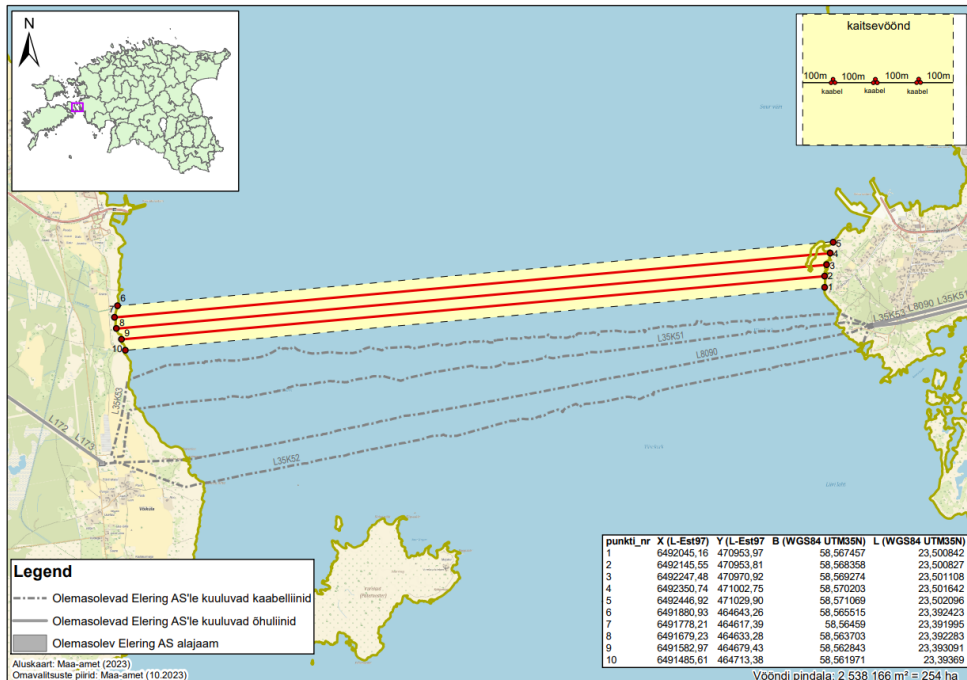 N
kaitsevöönd
100m 100m 100m 100m
kaabel kaabel kaabel
5
4
3
2
1
6
7
8
9
10
L8090 L35K51
L35K53
L35K51
L8090
L35K53
L172 L173
L35K52
Legend
Olemasolevad Elering AS'le kuuluvad kaabelliinid
Olemasolevad Elering AS'le kuuluvad õhuliinid
Olemasolev Elering AS alajaam
Aluskaart: Maa-amet (2023)
Omavalitsuste piirid: Maa-amet (10.2023)
punkti_nr X (L-Est97) Y (L-Est97 B (WGS84 UTM35N) L (WGS84 UTM35N)
1 6492045,16 470953,97 58,567457 23,500842
2 6492145,55 470953,81 58,568358 23,500827
3 6492247,48 470970,92 58,569274 23,501108
4 6492350,74 471002,75 58,570203 23,501642
5 6492446,92 471029,90 58,571069 23,502096
6 6491880,93 464643,26 58,565515 23,392423
7 6491778,21 464617,39 58,56459 23,391995
8 6491679,23 464633,28 58,563703 23,392283
9 6491582,97 464679,43 58,562843 23,393091
10 6491485,61 464713,38 58,561971 23,39369
Vööndi pindala: 2 538 166 m² = 254 ha